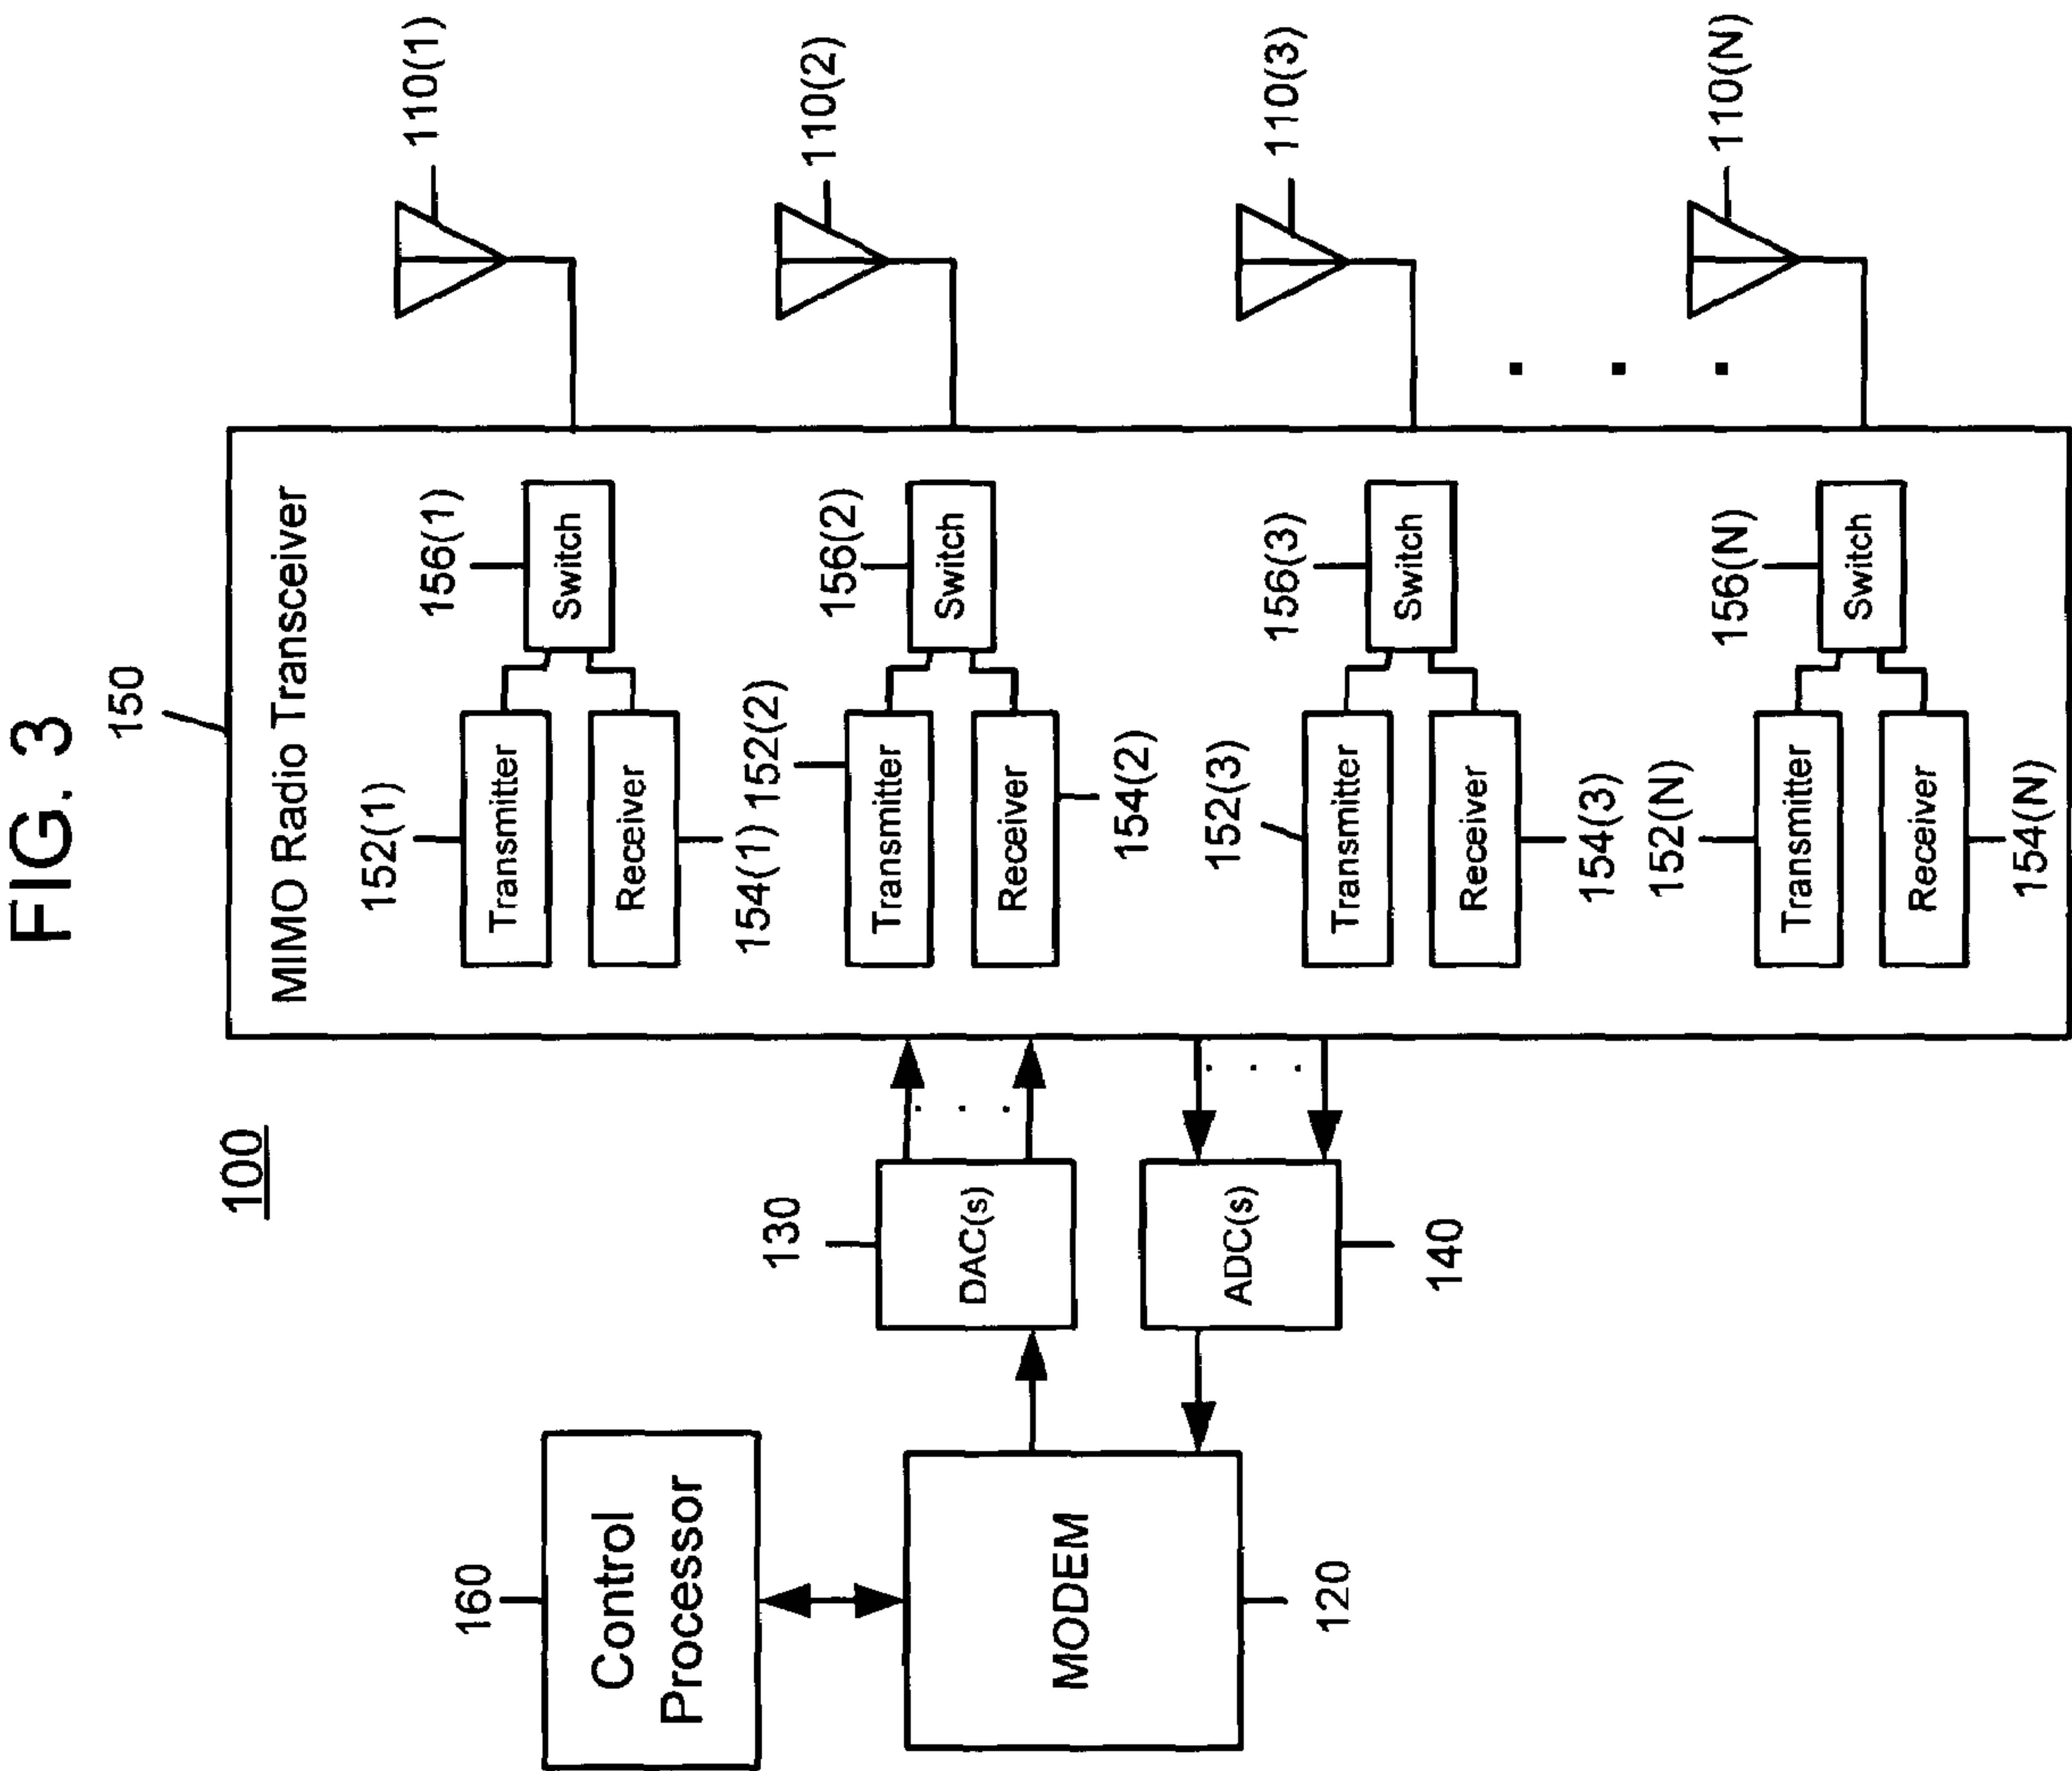 FIG. 3
100
150
MIMO Radio Transceiver
160
Control
Processor
MODEM
120
130
DAC(s)
ADC(s)
140
152(1)
Transmitter
Receiver
154(1)
156(1)
Switch
110(1)
152(2)
Transmitter
Receiver
154(2)
156(2)
Switch
110(2)
152(3)
Transmitter
Receiver
154(3)
156(3)
Switch
110(3)
152(N)
Transmitter
Receiver
154(N)
156(N)
Switch
110(N)